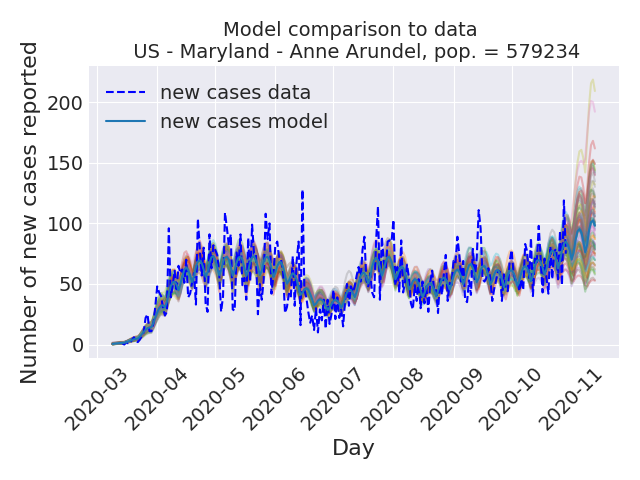 Model comparison to data
US - Maryland - Anne Arundel, pop. = 579234
Number of new cases reported
200
150
100
50
0
new cases data
new cases model
2020-03
2020-04
2020-05
2020-06
2020-07
2020-08
2020-09
2020-10
2020-11
Day